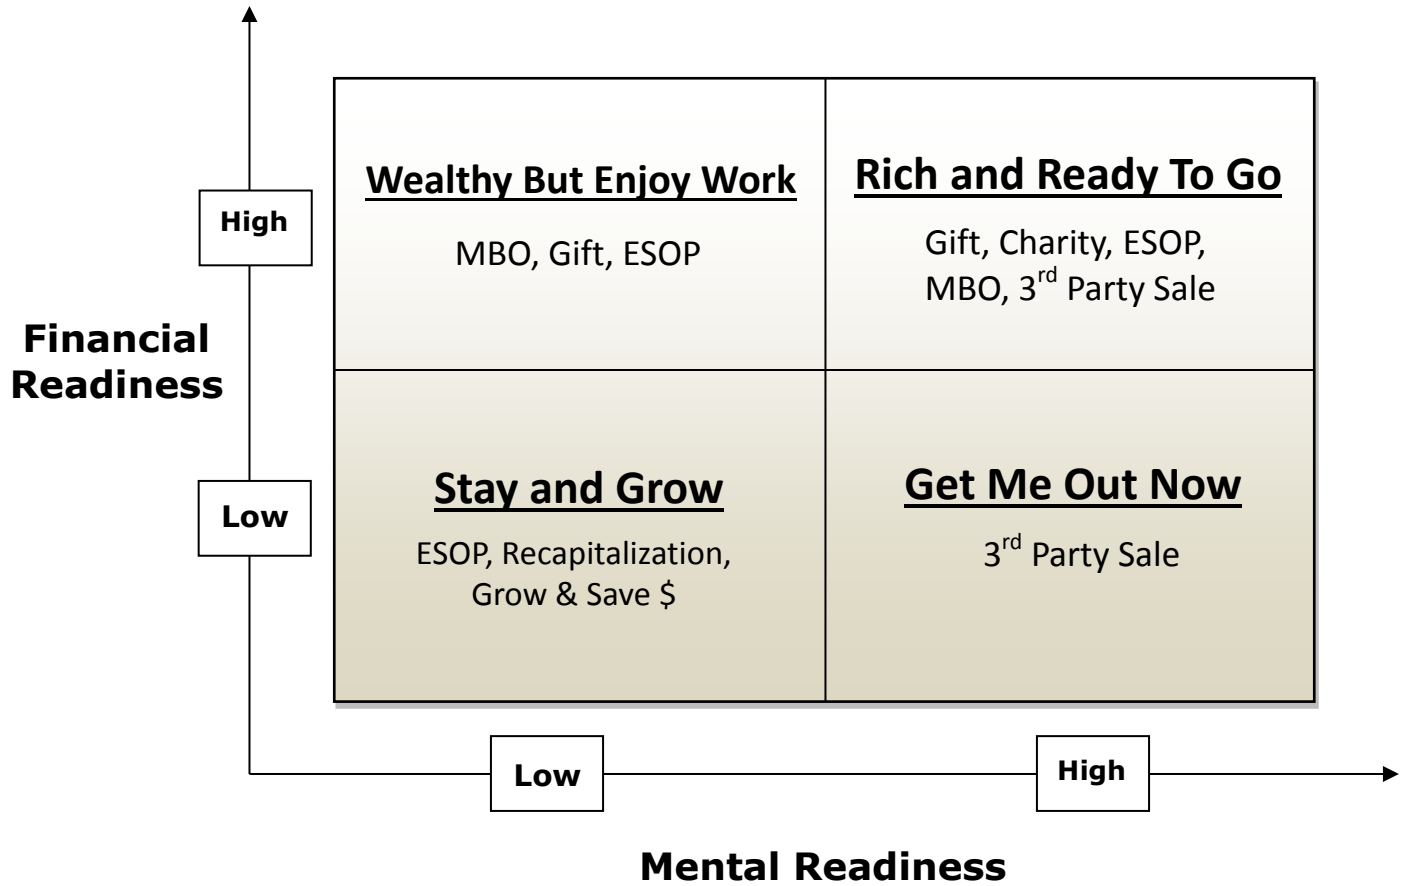 Wealthy But Enjoy Work
MBO, Gift, ESOP
Rich and Ready To Go
Gift, Charity, ESOP,
MBO, 3rd Party Sale
High
Financial
Readiness
Low
Stay and Grow
ESOP, Recapitalization,
Grow & Save $
Get Me Out Now
3rd Party Sale
Low
High
Mental Readiness